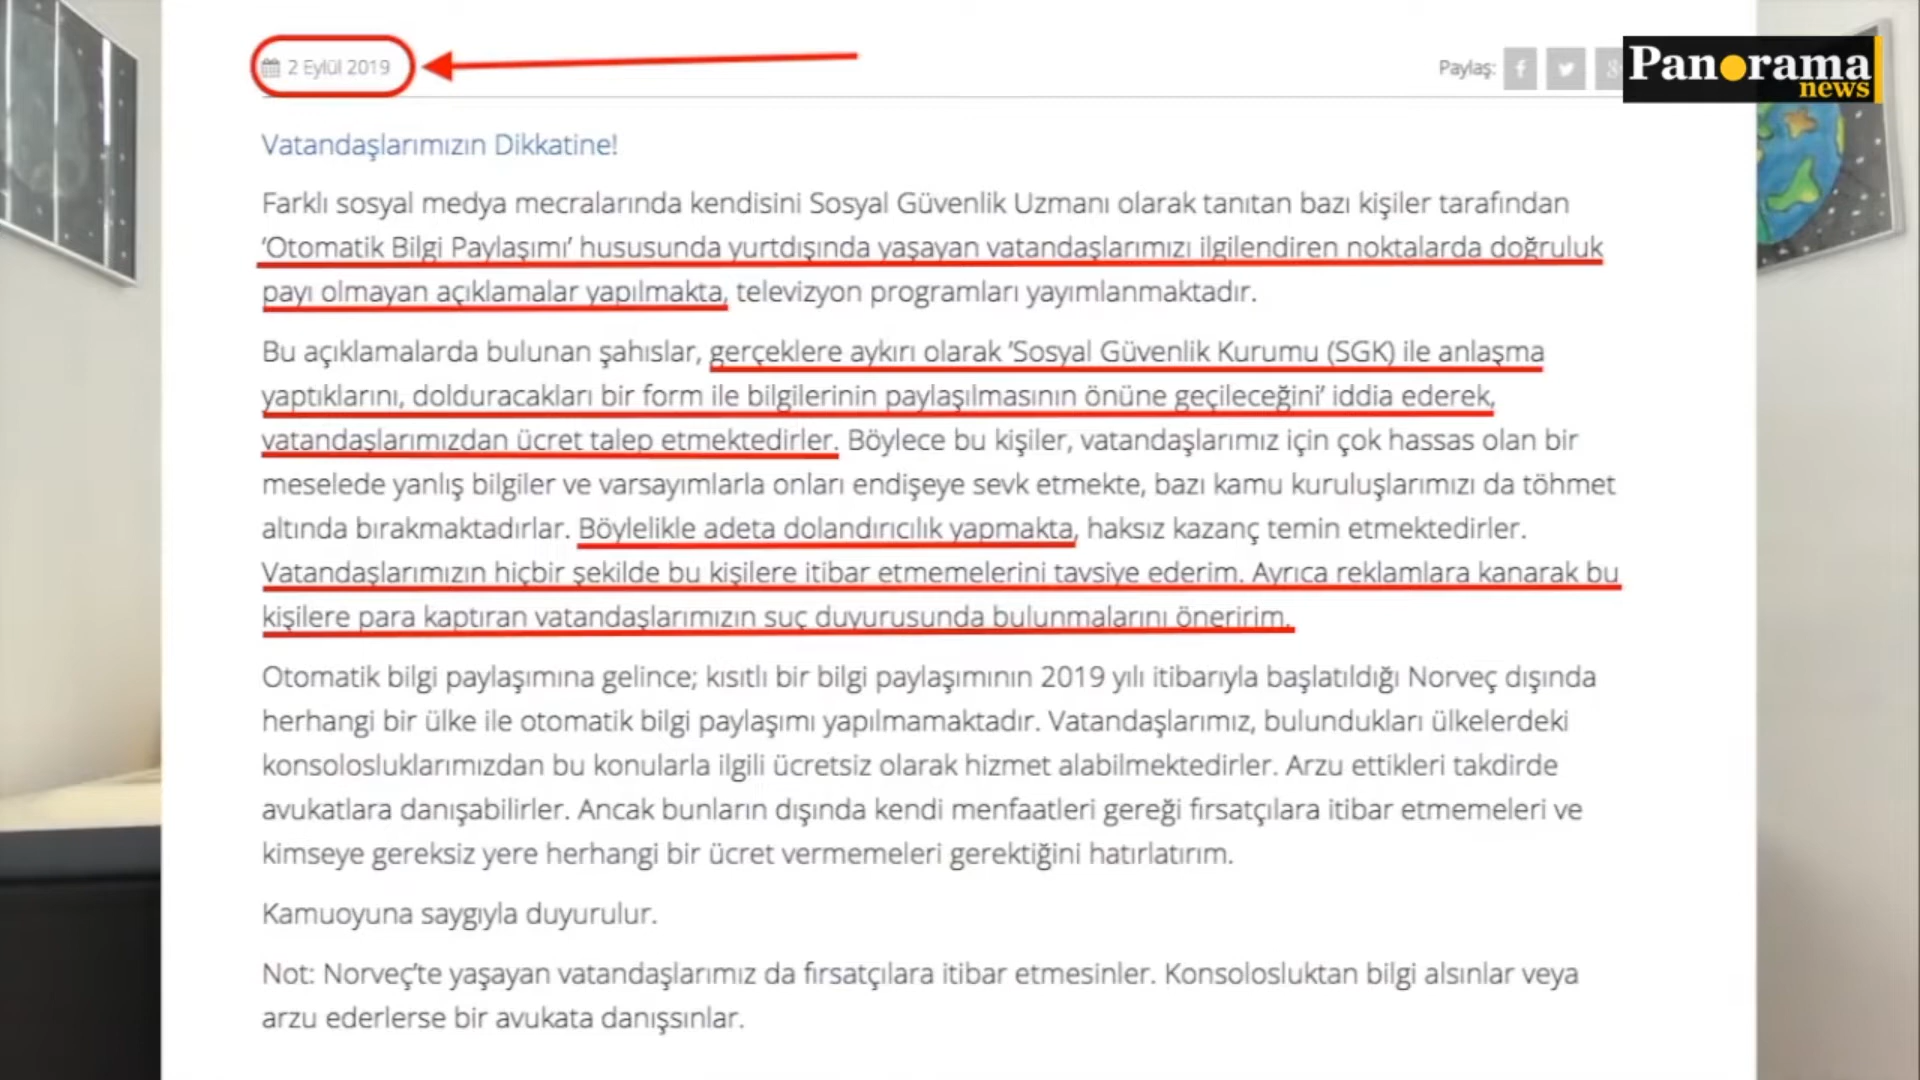 2 Eylül 2019
Paylaş:
Panorama
news
Vatandaşlarımızın Dikkatine!
Farklı sosyal medya mecralarında kendisini Sosyal Güvenlik Uzmanı olarak tanıtan bazı kişiler tarafından
'Otomatik Bilgi Paylaşımı' hususunda yurtdışında yaşayan vatandaşlarımızı ilgilendiren noktalarda doğruluk
payı olmayan açıklamalar yapılmakta, televizyon programları yayımlanmaktadır.
Bu açıklamalarda bulunan şahıslar, gerçeklere aykırı olarak 'Sosyal Güvenlik Kurumu (SGK) ile anlaşma
yaptıklarını, dolduracakları bir form ile bilgilerinin paylaşılmasının önüne geçileceğini' iddia ederek,
vatandaşlarımızdan ücret talep etmektedirler. Böylece bu kişiler, vatandaşlarımız için çok hassas olan bir
meselede yanlış bilgiler ve varsayımlarla onları endişeye sevk etmekte, bazı kamu kuruluşlarımızı da töhmet
altında bırakmaktadırlar. Böylelikle adeta dolandırıcılık yapmakta, haksız kazanç temin etmektedirler.
Vatandaşlarımızın hiçbir şekilde bu kişilere itibar etmemelerini tavsiye ederim. Ayrıca reklamlara kanarak bu
kişilere para kaptıran vatandaşlarımızın suç duyurusunda bulunmalarını öneririm.
Otomatik bilgi paylaşımına gelince; kısıtlı bir bilgi paylaşımının 2019 yılı itibarıyla başlatıldığı Norveç dışında
herhangi bir ülke ile otomatik bilgi paylaşımı yapılmamaktadır. Vatandaşlarımız, bulundukları ülkelerdeki
konsolosluklarımızdan bu konularla ilgili ücretsiz olarak hizmet alabilmektedirler. Arzu ettikleri takdirde
avukatlara danışabilirler. Ancak bunların dışında kendi menfaatleri gereği fırsatçılara itibar etmemeleri ve
kimseye gereksiz yere herhangi bir ücret vermemeleri gerektiğini hatırlatırım.
Kamuoyuna saygıyla duyurulur.
Not: Norveç'te yaşayan vatandaşlarımız da fırsatçılara itibar etmesinler. Konsolosluktan bilgi alsınlar veya
arzu ederlerse bir avukata danışsınlar.